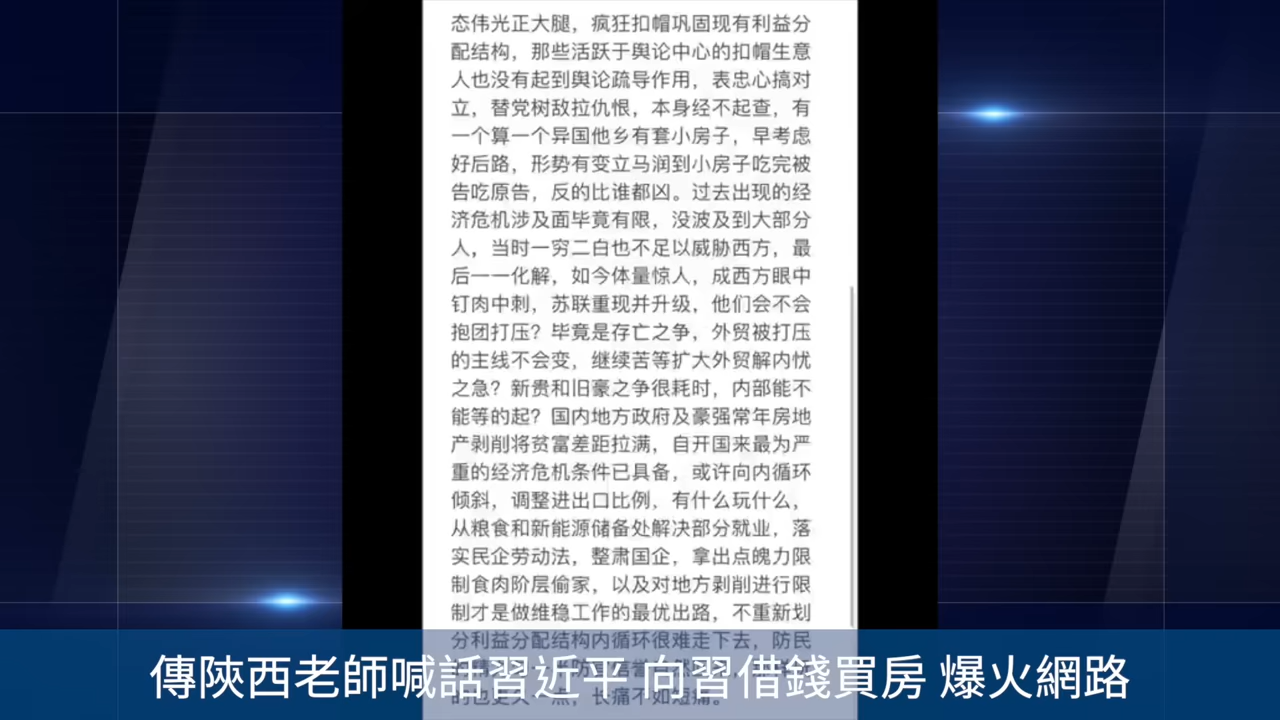 态伟光正大腿，疯狂扣帽巩固现有利益分
配结构，那些活跃于舆论中心的扣帽生意
人也没有起到舆论疏导作用，表忠心搞对
立，替党树敌拉仇恨，本身经不起查，有
一个算一个异国他乡有套小房子，早考虑
好后路，形势有变立马润到小房子吃完被
告吃原告，反的比谁都凶。过去出现的经
济危机涉及面毕竟有限，没波及到大部分
人，当时一穷二白也不足以威胁西方，最
后一一化解，如今体量惊人，成西方眼中
钉肉中刺，苏联重现并升级，他们会不会
抱团打压？毕竟是存亡之争，外贸被打压
的主线不会变，继续苦等扩大外贸解内忧
之急？新贵和旧豪之争很耗时，内部能不
能等的起？国内地方政府及豪强常年房地
产剥削将贫富差距拉满，自开国来最为严
重的经济危机条件已具备，或许向内循环
倾斜，调整进出口比例，有什么玩什么，
从粮食和新能源储备处解决部分就业，落
实民企劳动法，整肃国企，拿出点魄力限
制食肉阶层偷家，以及对地方剥削进行限
制才是做维稳工作的最优出路，不重新划
分利益分配结构内循环很难走下去，防民
长痛不如短痛。
傳陝西老師喊話習近平 向習借錢買房 爆火網路